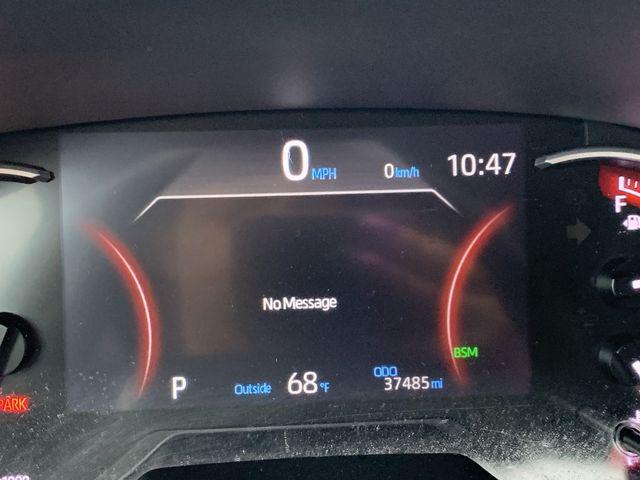 0 MPH 0 km/h 10:47
F
No Message
BSM
P Outside 68 °F ODO 37485 mi
PARK